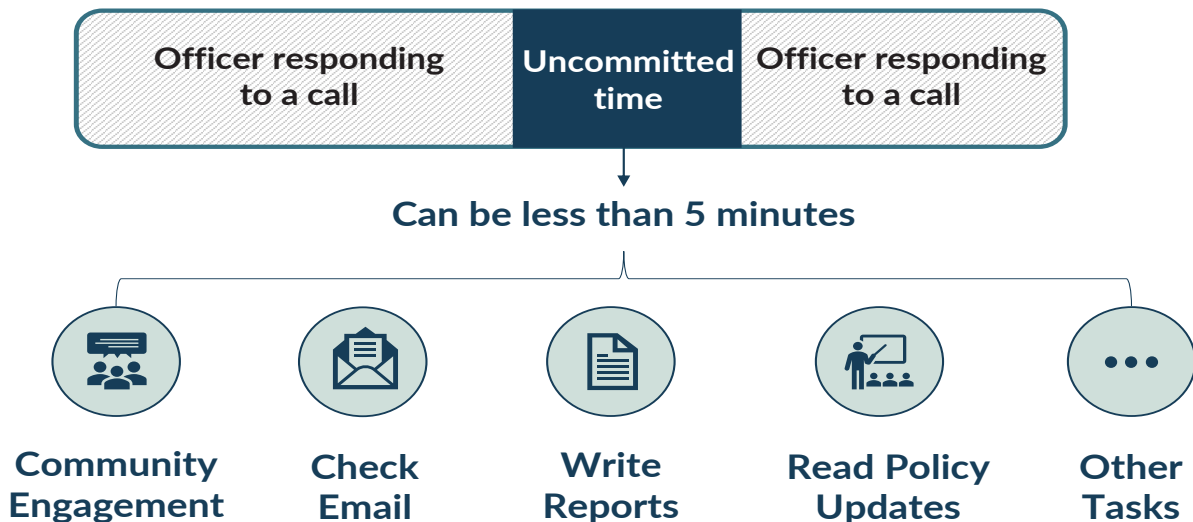 Officer responding
to a call
Uncommitted
time
Officer responding
to a call
Can be less than 5 minutes
Community
Engagement
Check
Email
Write
Reports
Read Policy
Updates
Other
Tasks